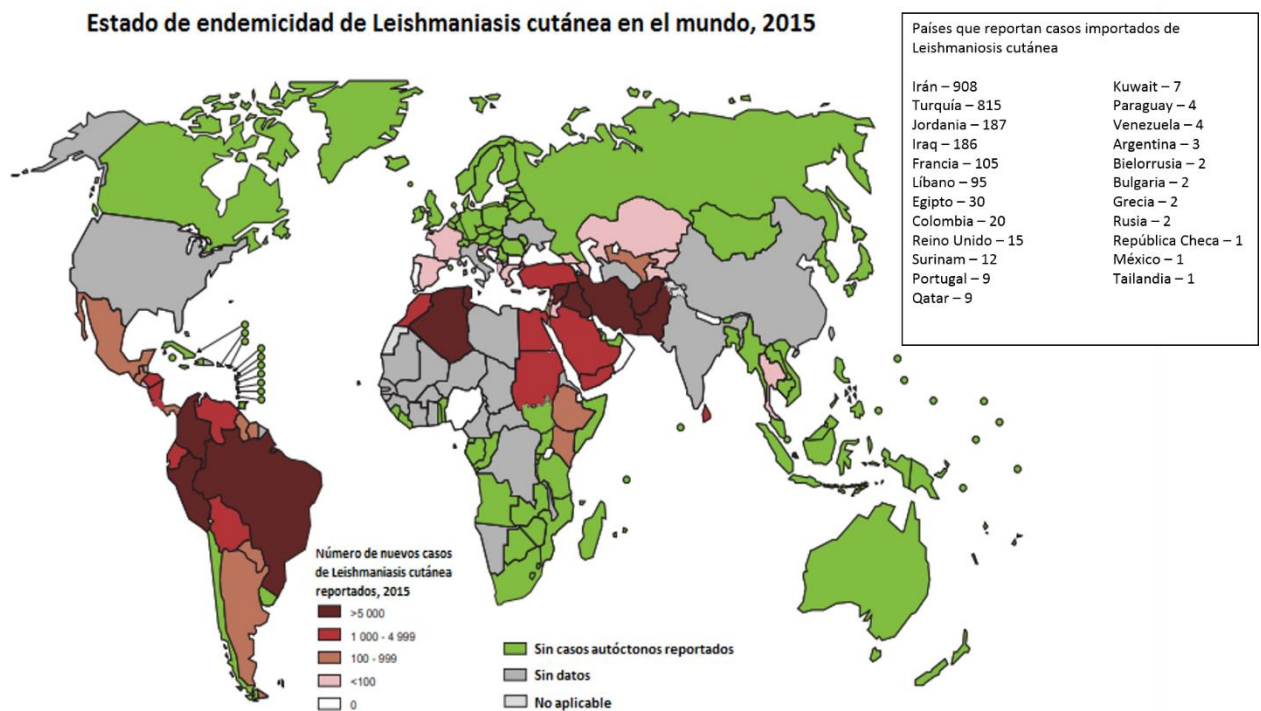 Estado de endemicidad de Leishmaniasis cutánea en el mundo, 2015
Países que reportan casos importados de
Leishmaniosis cutánea
Irán – 908
Turquía – 815
Jordania – 187
Iraq – 186
Francia – 105
Líbano – 95
Egipto – 30
Colombia – 20
Reino Unido – 15
Surinam – 12
Portugal – 9
Qatar – 9
Kuwait – 7
Paraguay – 4
Venezuela – 4
Argentina – 3
Bielorrusia – 2
Bulgaria – 2
Grecia – 2
Rusia – 2
República Checa – 1
México – 1
Tailandia – 1
Número de nuevos casos
de Leishmaniasis cutánea
reportados, 2015
>5 000
1 000 - 4 999
100 - 999
<100
0
Sin casos autóctonos reportados
Sin datos
No aplicable